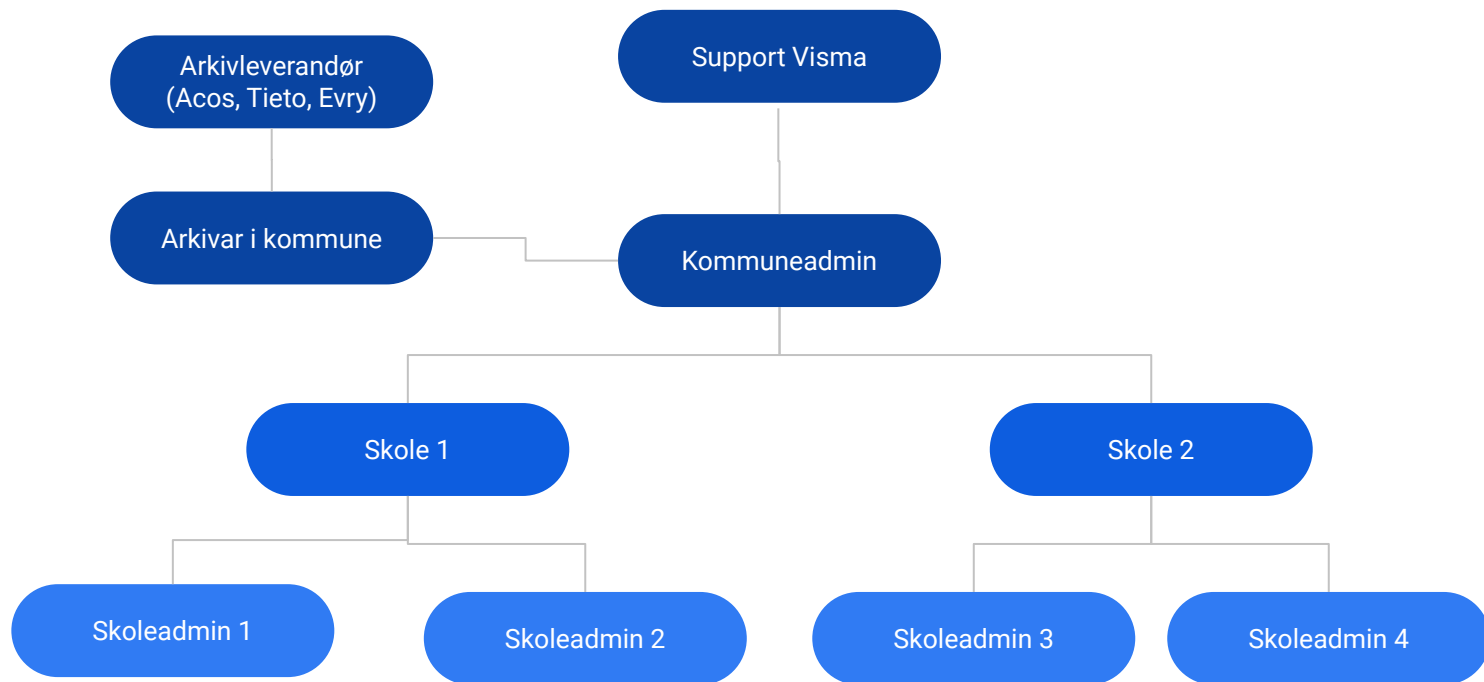 Arkivleverandør
(Acos, Tieto, Evry)
Support Visma
Arkivar i kommune
Kommuneadmin
Skole 1
Skole 2
Skoleadmin 1
Skoleadmin 2
Skoleadmin 3
Skoleadmin 4